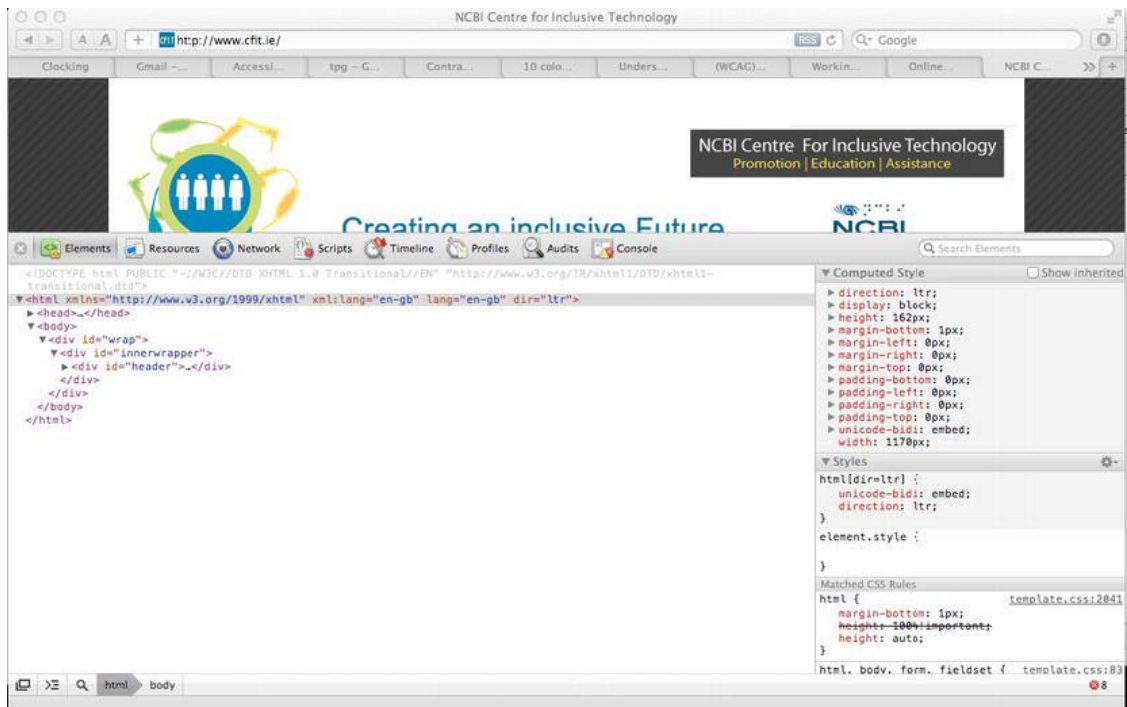 NCBI Centre for Inclusive Technology
A A + CFIT http://www.cfit.ie/ RSS Google
Clocking Gmail –... Accessi... tpg – G... Contra... 10 colo... Unders... (WCAG)... Workin... Online... NCBI C... +
NCBI Centre For Inclusive Technology
Promotion | Education | Assistance
Creating an inclusive Future
NCBI
Elements Resources Network Scripts Timeline Profiles Audits Console Search Elements
<!DOCTYPE html PUBLIC "-//W3C//DTD XHTML 1.0 Transitional//EN" "http://www.w3.org/TR/xhtml1/DTD/xhtml1-
transitional.dtd">
<html xmlns="http://www.w3.org/1999/xhtml" xml:lang="en-gb" lang="en-gb" dir="ltr">
<head>…</head>
<body>
<div id="wrap">
<div id="innerwrapper">
<div id="header">…</div>
</div>
</div>
</body>
</html>
Computed Style Show inherited
direction: ltr;
display: block;
height: 162px;
margin-bottom: 1px;
margin-left: 0px;
margin-right: 0px;
margin-top: 0px;
padding-bottom: 0px;
padding-left: 0px;
padding-right: 0px;
padding-top: 0px;
unicode-bidi: embed;
width: 1170px;
Styles
html[dir=ltr] {
unicode-bidi: embed;
direction: ltr;
}
element.style {
}
Matched CSS Rules
html { template.css:2041
margin-bottom: 1px;
height: 100%!important;
height: auto;
}
html, body, form, fieldset { template.css:83
html body 8